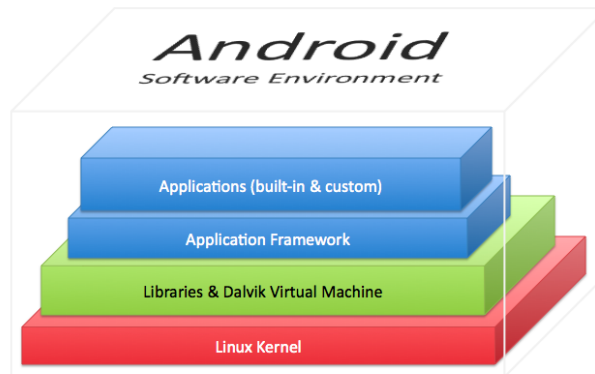 Android
Software Environment
Applications (built-in & custom)
Application Framework
Libraries & Dalvik Virtual Machine
Linux Kernel